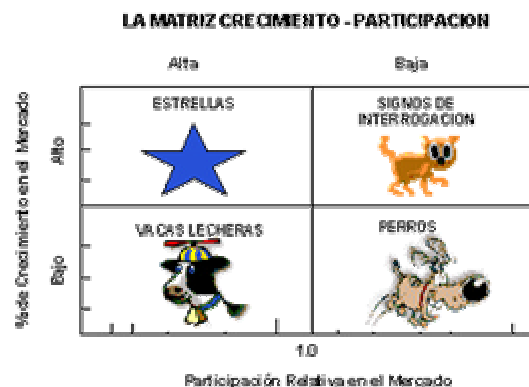 LA MATRIZ CRECIMIENTO - PARTICIPACION
Alta
Baja
ESTRELLAS
SIGNOS DE
INTERROGACION
Alto
%de Crecimiento en el Mercado
VACAS LECHERAS
PERROS
Bajo
1.0
Participación Relativa en el Mercado